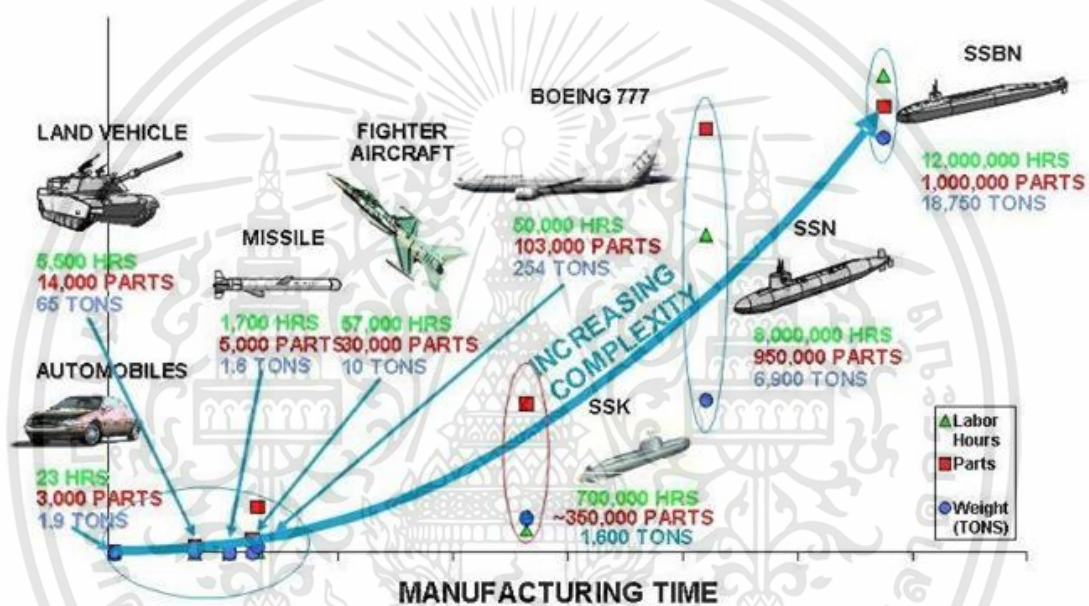 LAND VEHICLE
5,500 HRS
14,000 PARTS
65 TONS
AUTOMOBILES
23 HRS
3,000 PARTS
1.9 TONS
MISSILE
1,700 HRS
5,000 PARTS
1.6 TONS
FIGHTER
AIRCRAFT
57,000 HRS
30,000 PARTS
10 TONS
BOEING 777
50,000 HRS
103,000 PARTS
254 TONS
INCREASING
COMPLEXITY
SSK
700,000 HRS
~350,000 PARTS
1,600 TONS
SSN
8,000,000 HRS
950,000 PARTS
6,900 TONS
SSBN
12,000,000 HRS
1,000,000 PARTS
18,750 TONS
Labor
Hours
Parts
Weight
(TONS)
MANUFACTURING TIME